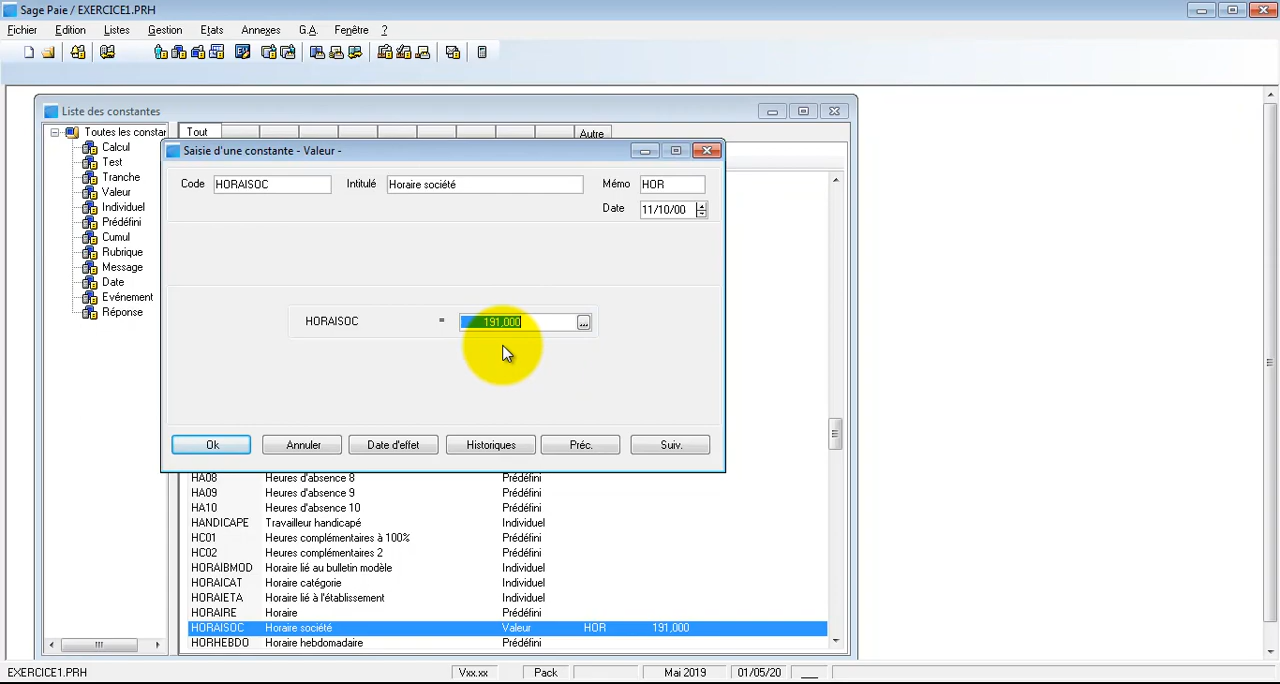 Sage Paie / EXERCICE1.PRH
Fichier Edition Listes Gestion Etats Annexes G.A. Fenêtre ?
Liste des constantes
Toutes les constar
Calcul
Test
Tranche
Valeur
Individuel
Prédéfini
Cumul
Rubrique
Message
Date
Evénement
Réponse
Tout Autre
Saisie d'une constante - Valeur -
Code HORAISOC Intitulé Horaire société Mémo HOR
Date 11/10/00
HORAISOC = 191,000 ...
Ok Annuler Date d'effet Historiques Préc. Suiv.
HA08 Heures d'absence 8 Prédéfini
HA09 Heures d'absence 9 Prédéfini
HA10 Heures d'absence 10 Prédéfini
HANDICAPE Travailleur handicapé Individuel
HC01 Heures complémentaires à 100% Prédéfini
HC02 Heures complémentaires 2 Prédéfini
HORAIBMOD Horaire lié au bulletin modèle Individuel
HORAICAT Horaire catégorie Individuel
HORAIETA Horaire lié à l'établissement Individuel
HORAIRE Horaire Prédéfini
HORAISOC Horaire société Valeur HOR 191,000
HORHEBDO Horaire hebdomadaire Prédéfini
EXERCICE1.PRH Vxx.xx Pack Mai 2019 01/05/20